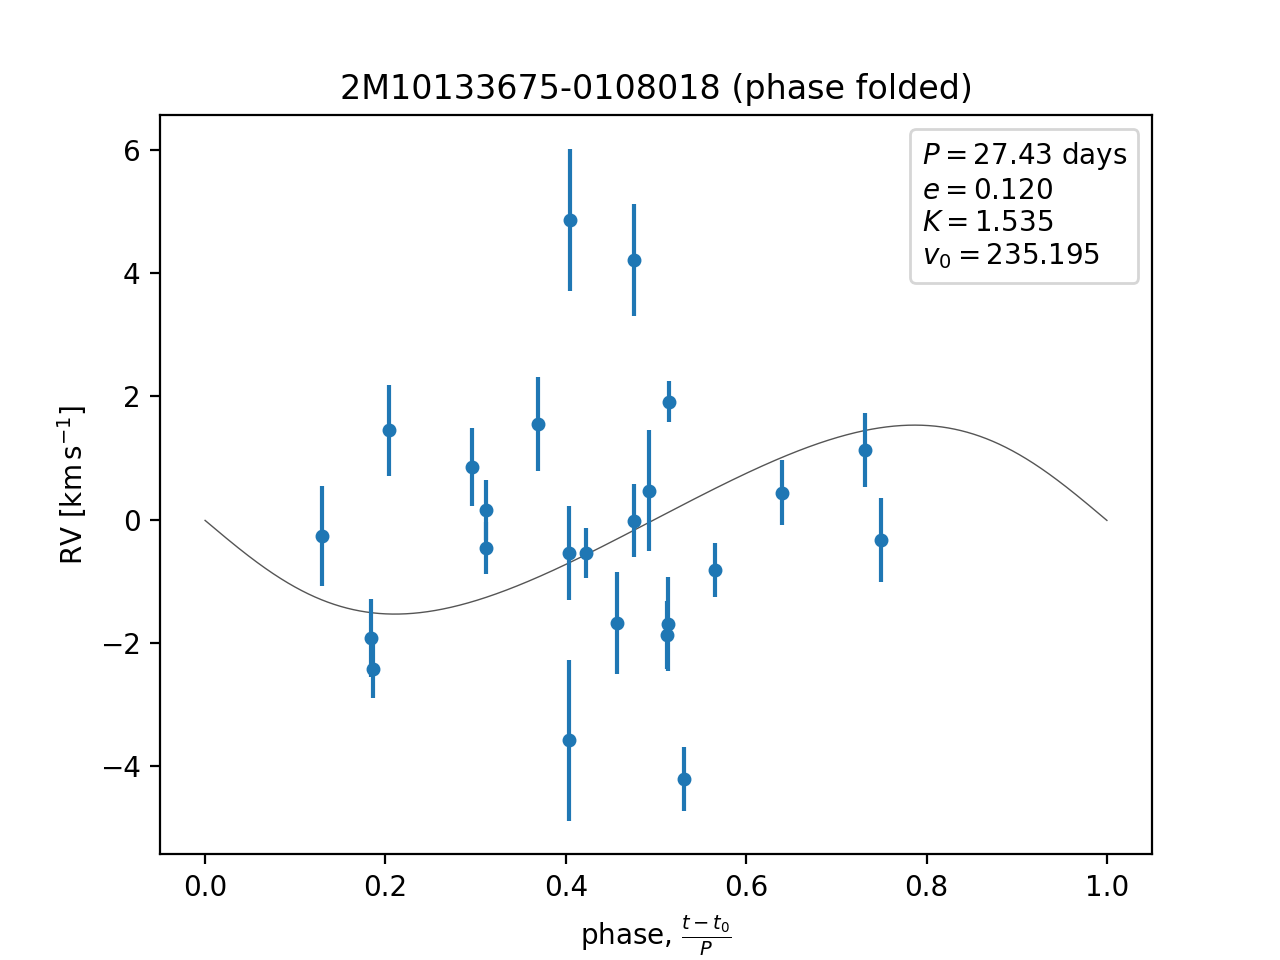 2M10133675-0108018 (phase folded)
P = 27.43 days
e = 0.120
K = 1.535
v₀ = 235.195
6
4
2
0
−2
−4
RV [km s⁻¹]
0.0 0.2 0.4 0.6 0.8 1.0
phase, (t − t₀)/P